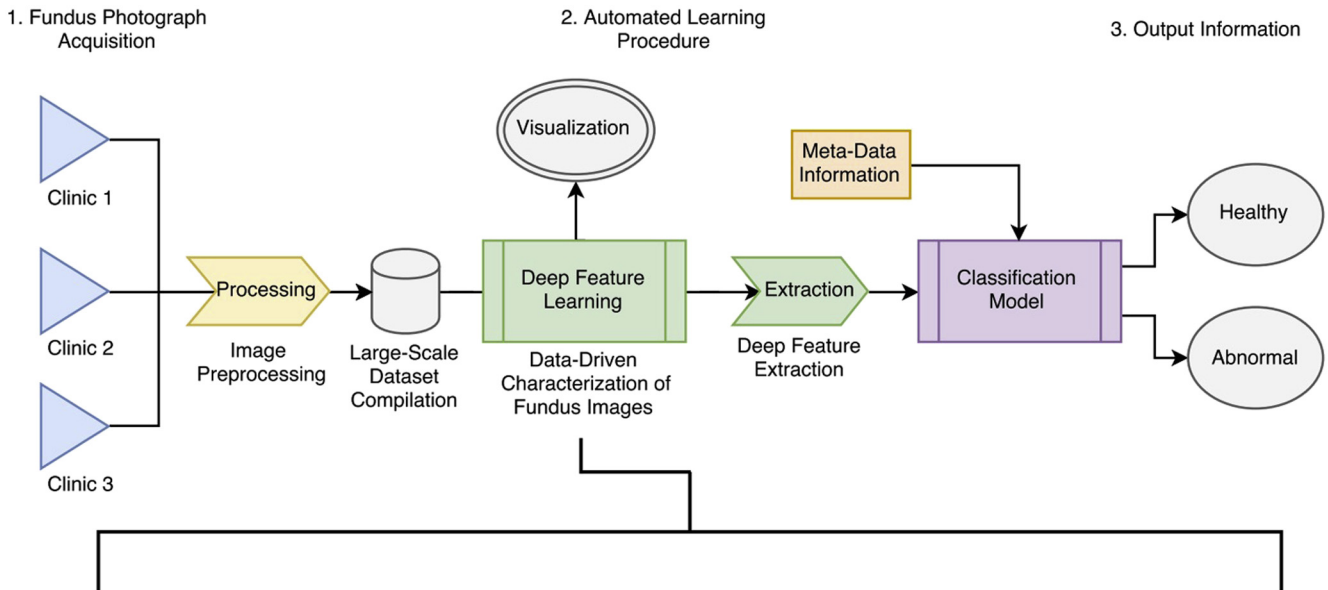 1. Fundus Photograph
Acquisition
2. Automated Learning
Procedure
3. Output Information
Clinic 1
Clinic 2
Clinic 3
Processing
Image
Preprocessing
Large-Scale
Dataset
Compilation
Visualization
Deep Feature
Learning
Data-Driven
Characterization of
Fundus Images
Extraction
Deep Feature
Extraction
Meta-Data
Information
Classification
Model
Healthy
Abnormal